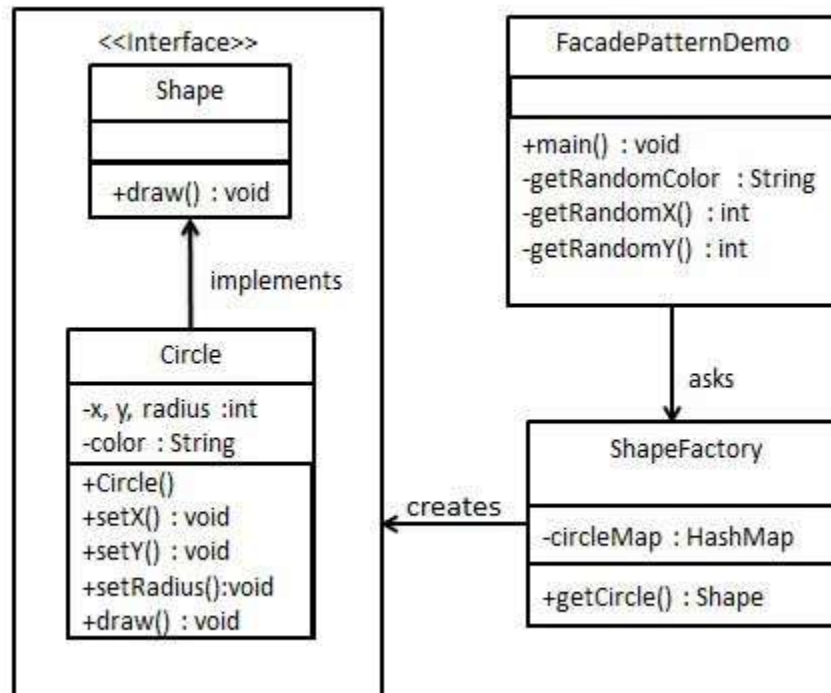 <<Interface>>
Shape
+draw() : void
implements
Circle
-x, y, radius :int
-color : String
+Circle()
+setX() : void
+setY() : void
+setRadius():void
+draw() : void
FacadePatternDemo
+main() : void
-getRandomColor : String
-getRandomX() : int
-getRandomY() : int
asks
ShapeFactory
-circleMap : HashMap
+getCircle() : Shape
creates